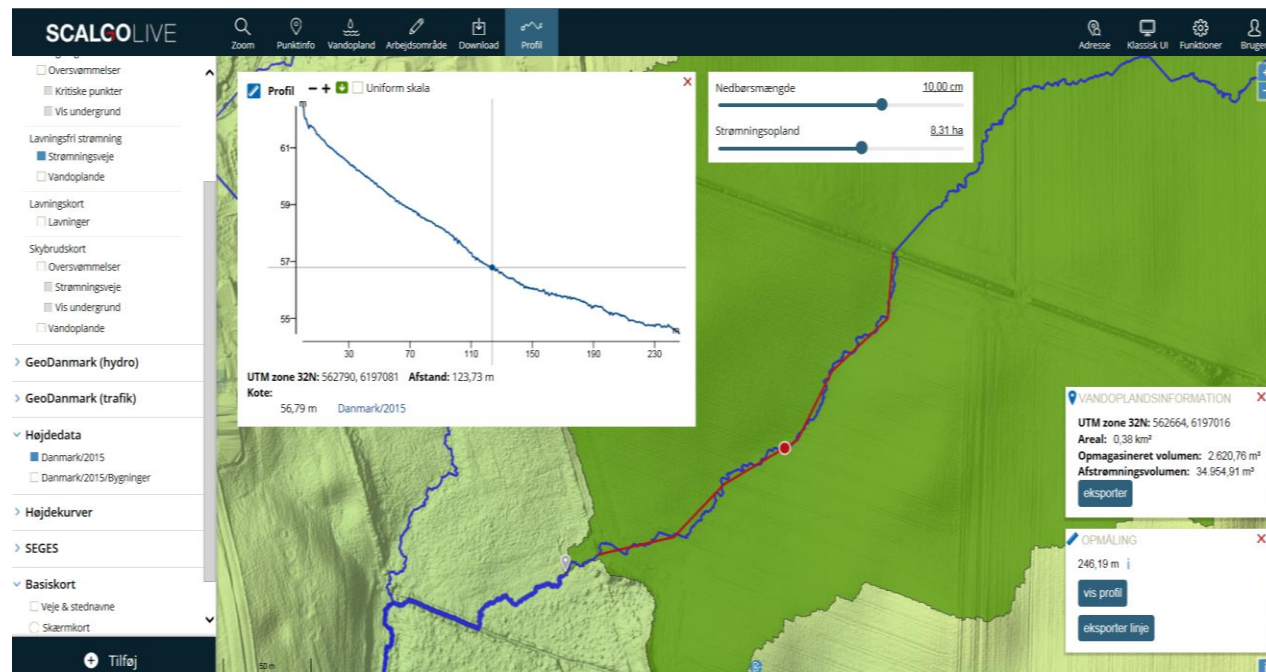 SCALGOLIVE
Zoom
Punktinfo
Vandopland
Arbejdsområde
Download
Profil
Adresse
Klassisk UI
Funktioner
Bruger
Oversvømmelser
Kritiske punkter
Vis undergrund
Lavningsfri strømning
Strømningsveje
Vandoplande
Lavningskort
Lavninger
Skybrudskort
Oversvømmelser
Strømningsveje
Vis undergrund
Vandoplande
GeoDanmark (hydro)
GeoDanmark (trafik)
Højdedata
Danmark/2015
Danmark/2015/Bygninger
Højdekurver
SEGES
Basiskort
Veje & stednavne
Skærmkort
Tilføj
Profil − + Uniform skala
m
61
59
57
55
m
30 70 110 150 190 230
UTM zone 32N: 562790, 6197081 Afstand: 123,73 m
Kote:
56,79 m Danmark/2015
Nedbørsmængde 10,00 cm
Strømningsopland 8,31 ha
VANDOPLANDSINFORMATION
UTM zone 32N: 562664, 6197016
Areal: 0,38 km²
Opmagasineret volumen: 2.620,76 m³
Afstrømningsvolumen: 34.954,91 m³
eksporter
OPMÅLING
246,19 m i
vis profil
eksporter linje
50 m